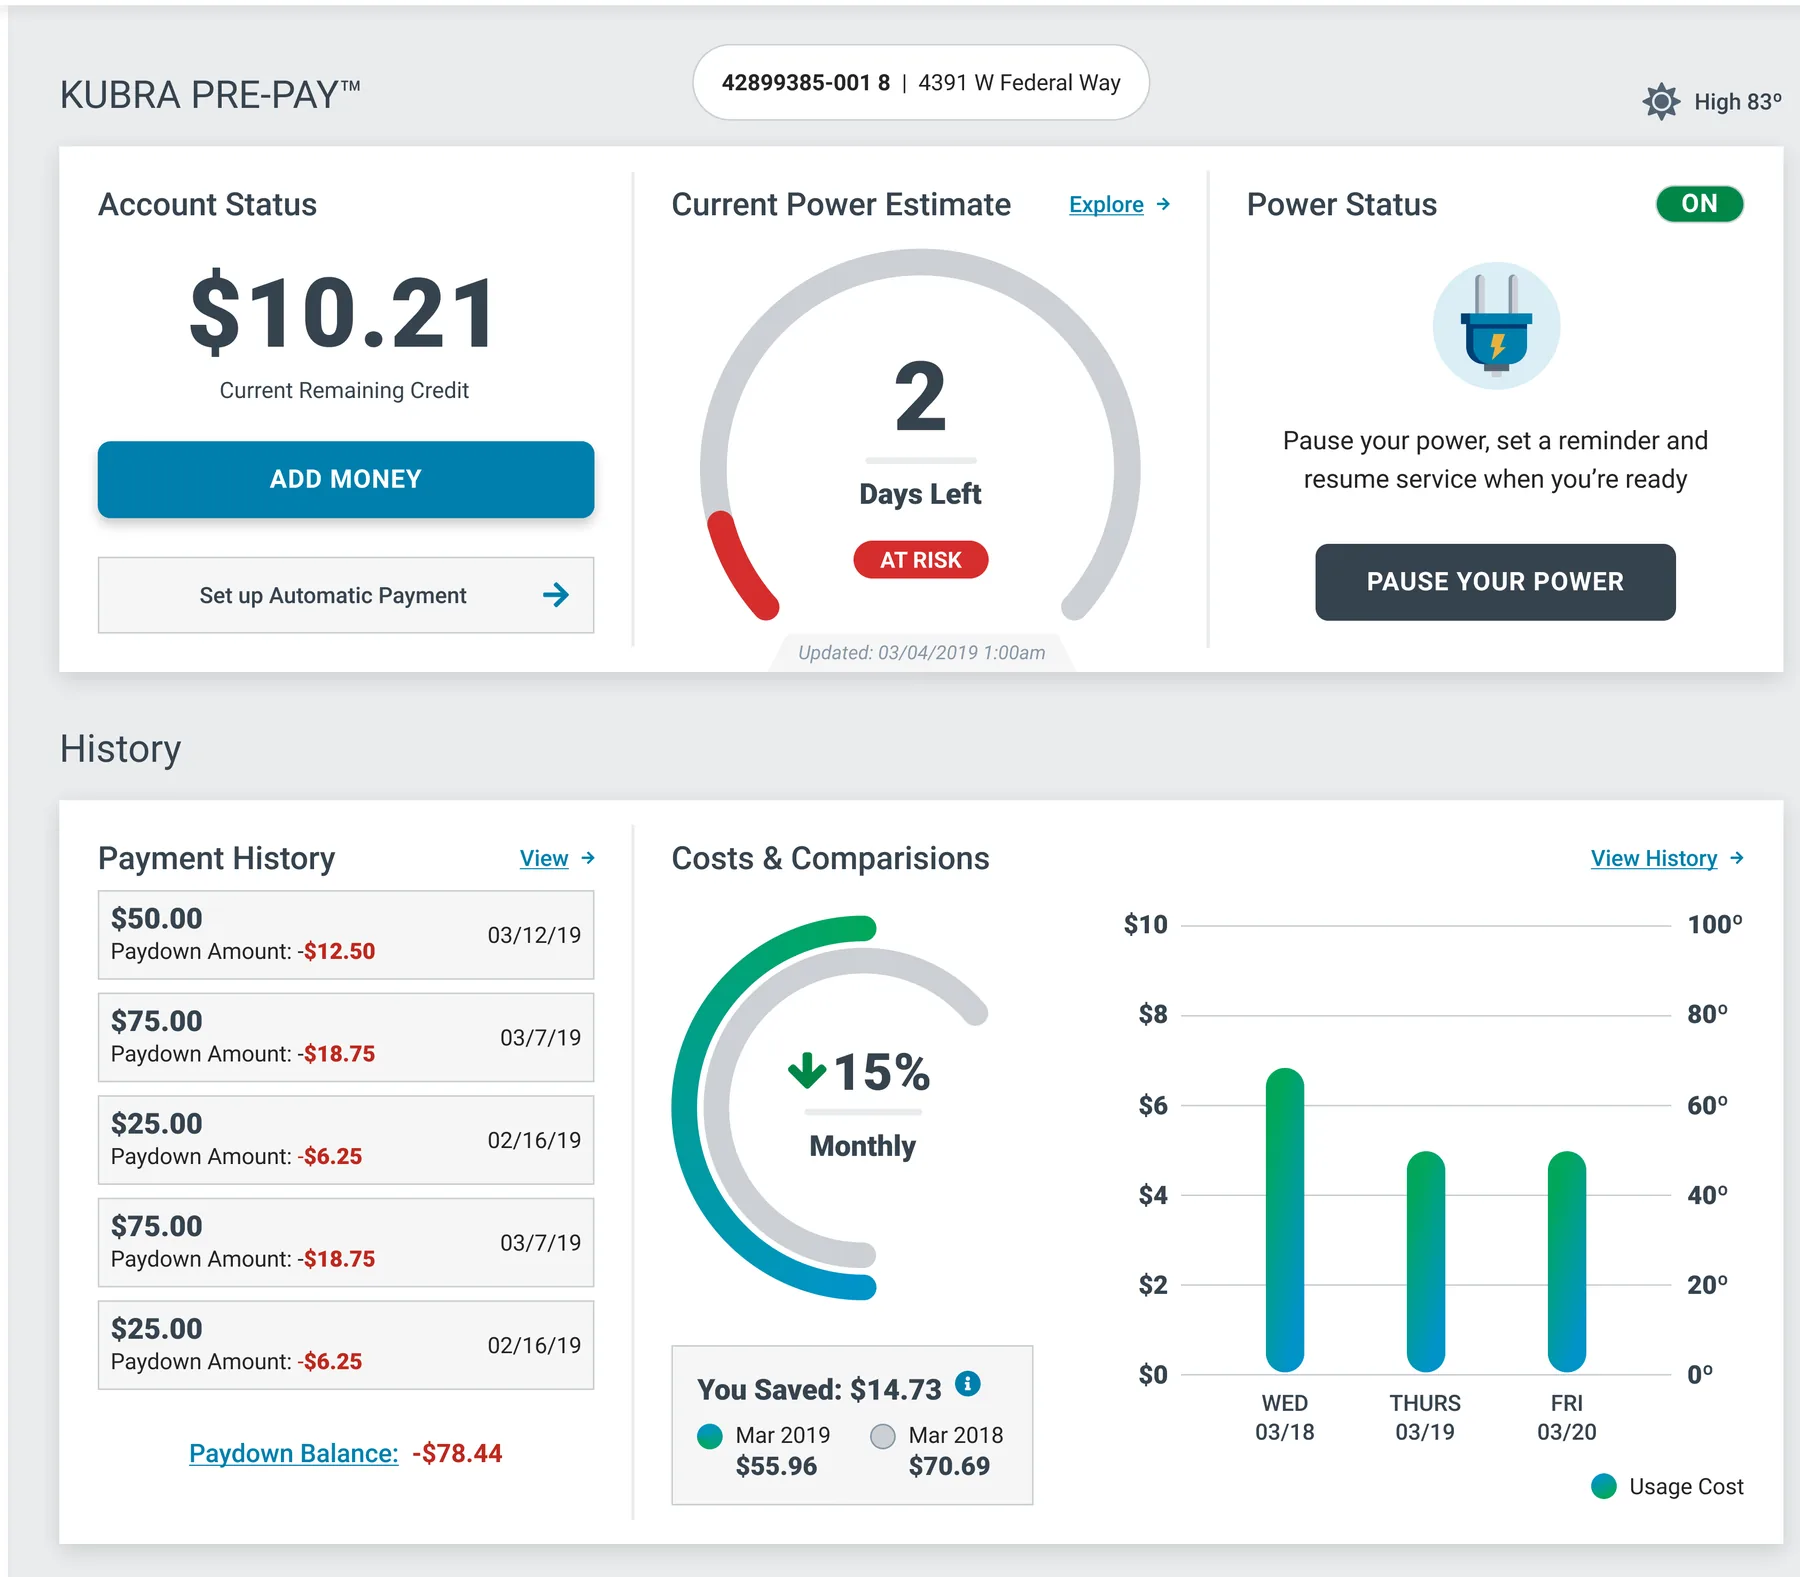 KUBRA PRE-PAY™
42899385-001 8 | 4391 W Federal Way
High 83º
Account Status
$10.21
Current Remaining Credit
ADD MONEY
Set up Automatic Payment
Current Power Estimate
Explore
2
Days Left
AT RISK
Updated: 03/04/2019 1:00am
Power Status
ON
Pause your power, set a reminder and
resume service when you’re ready
PAUSE YOUR POWER
History
Payment History
View
$50.00
Paydown Amount: -$12.50
03/12/19
$75.00
Paydown Amount: -$18.75
03/7/19
$25.00
Paydown Amount: -$6.25
02/16/19
$75.00
Paydown Amount: -$18.75
03/7/19
$25.00
Paydown Amount: -$6.25
02/16/19
Paydown Balance: -$78.44
Costs & Comparisions
View History
15%
Monthly
You Saved: $14.73
Mar 2019
$55.96
Mar 2018
$70.69
$10
$8
$6
$4
$2
$0
100º
80º
60º
40º
20º
0º
WED
03/18
THURS
03/19
FRI
03/20
Usage Cost